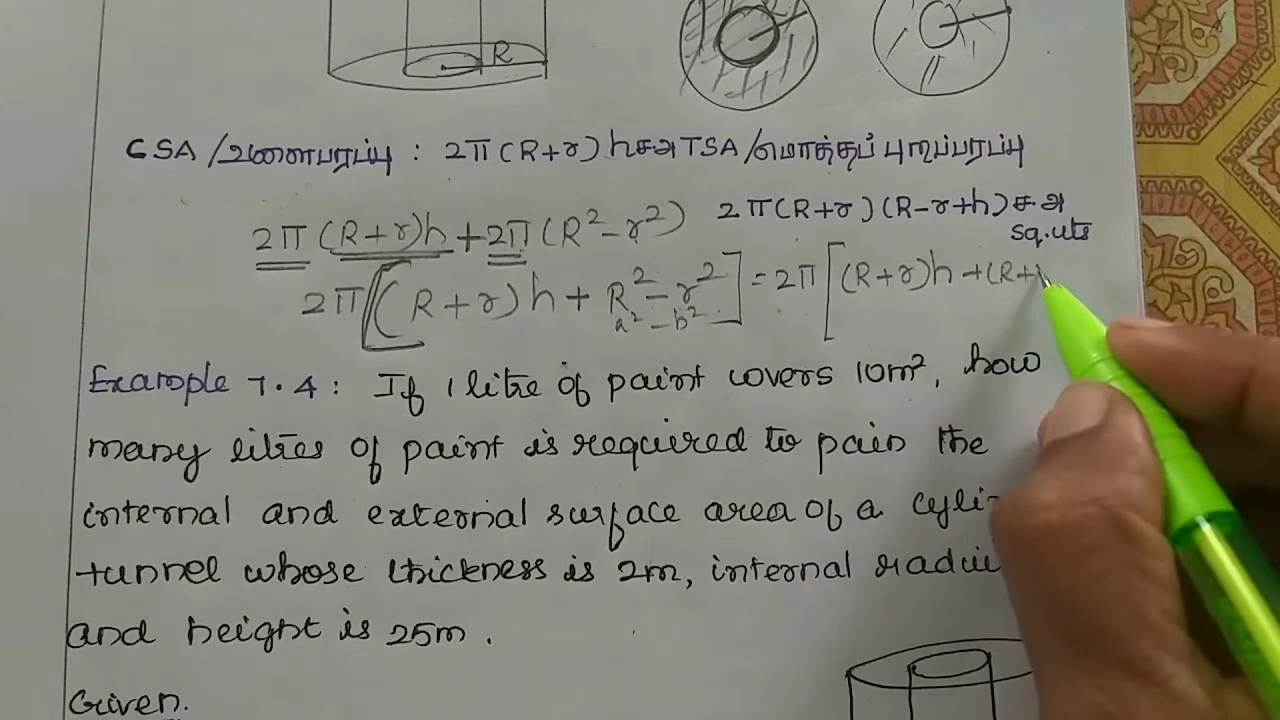 R
CSA / வளைபரப்பு : 2π (R+r) h ச அ TSA / மொத்தப் புறப்பரப்பு
2π (R+r)h + 2π (R² - r²) 2π (R+r) (R-r+h) ச.அ
sq.uts
2π [(R+r) h + R² - r²] = 2π [(R+r)h + (R+r
a² - b²
Example 7.4 : If 1 litre of paint covers 10m², how
many litres of paint is required to pain the
internal and external surface area of a cyli
tunnel whose thickness is 2m, internal radiu
and height is 25m .
Given.